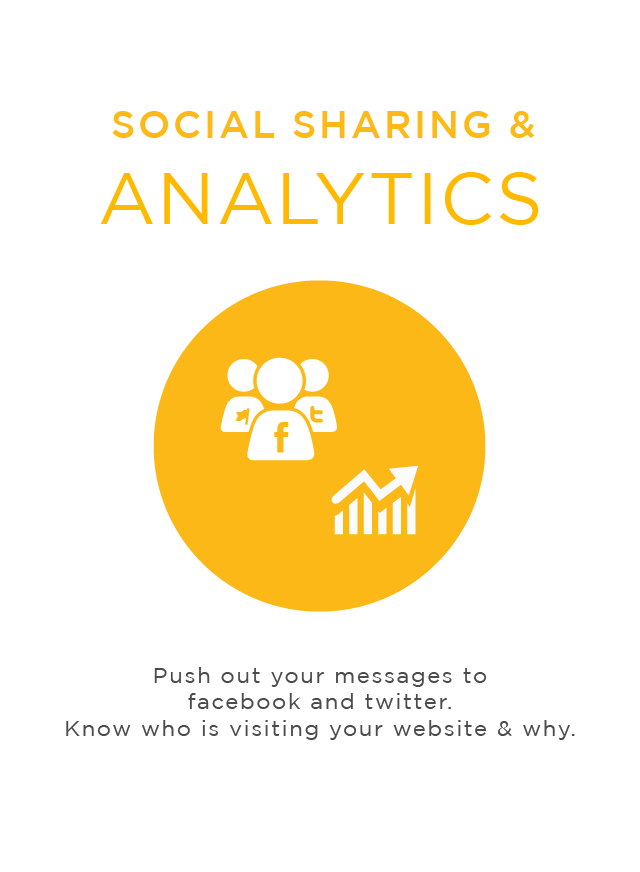 SOCIAL SHARING &
ANALYTICS
f
t
Push out your messages to
facebook and twitter.
Know who is visiting your website & why.